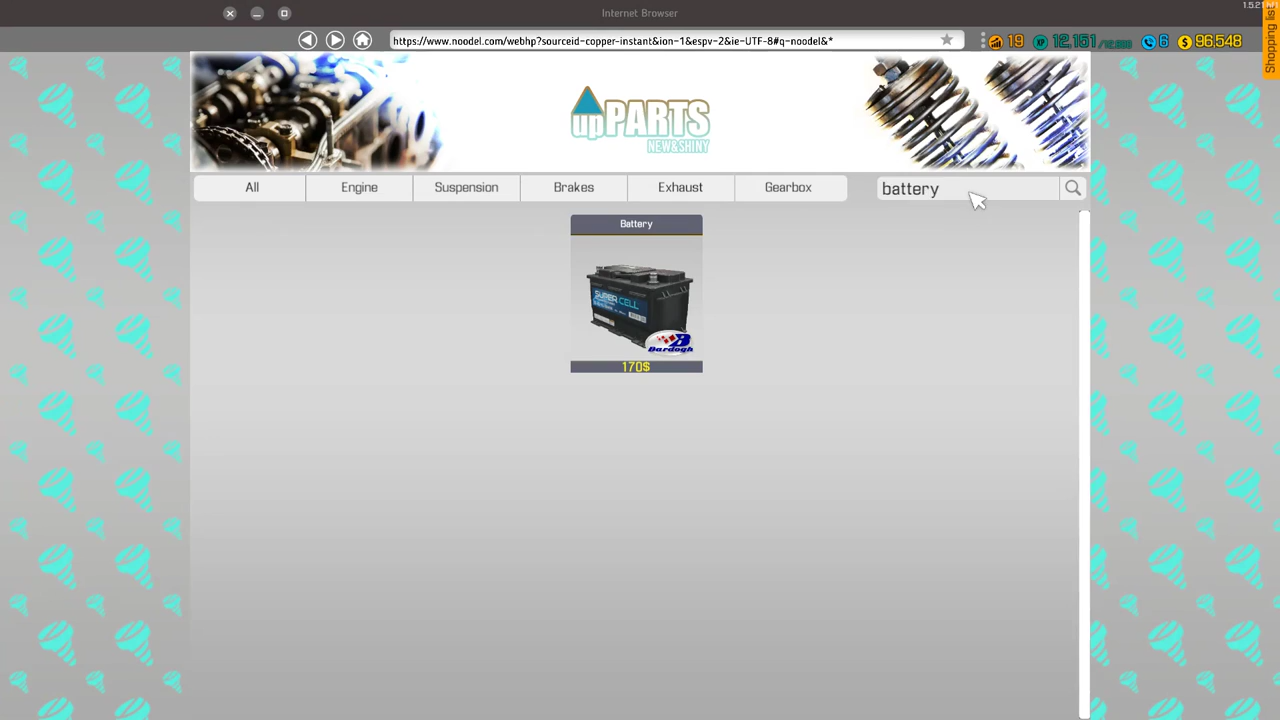 Internet Browser
https://www.noodel.com/webhp?sourceid-copper-instant&ion-1&espv-2&ie-UTF-8#q-noodel&*
19
12,151
6
$ 96,548
Shopping list
upPARTS
NEW&SHINY
All
Engine
Suspension
Brakes
Exhaust
Gearbox
battery
Battery
SUPER CELL
Bardogh
170$